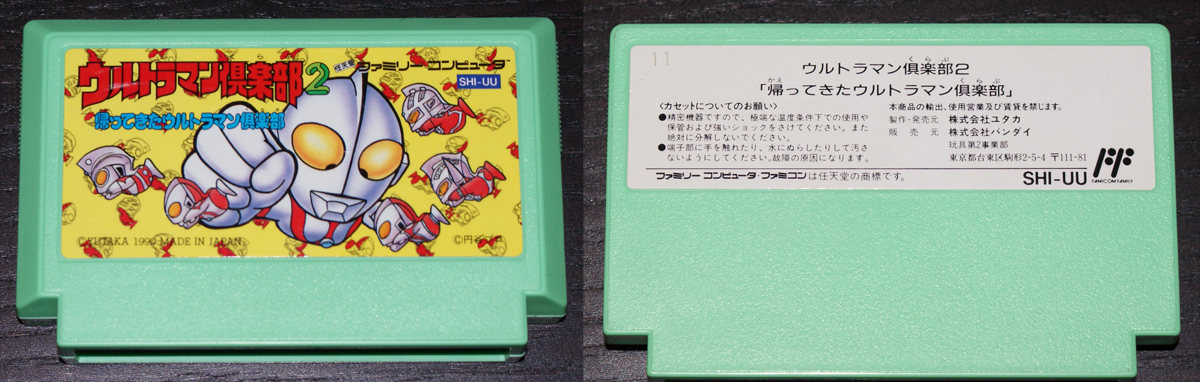 ウルトラマン倶楽部2
くらぶ
帰ってきたウルトラマン倶楽部
任天堂 ファミリー コンピュータ
SHI-UU
MADE IN JAPAN
11
くらぶ
ウルトラマン倶楽部2
かえ くらぶ
「帰ってきたウルトラマン倶楽部」
〈カセットについてのお願い〉
●精密機器ですので、極端な温度条件下での使用や
保管および強いショックをさけてください。また
絶対に分解しないでください。
●端子部に手を触れたり、水にぬらしたりして汚さ
ないようにしてください。故障の原因になります。
本商品の輸出、使用営業及び賃貸を禁じます。
製作・発売元 株式会社ユタカ
販売元 株式会社バンダイ
玩具第2事業部
東京都台東区駒形2-5-4 〒111-81
ファミリー コンピュータ・ファミコンは任天堂の商標です。
SHI-UU
FAMICOM FAMILY